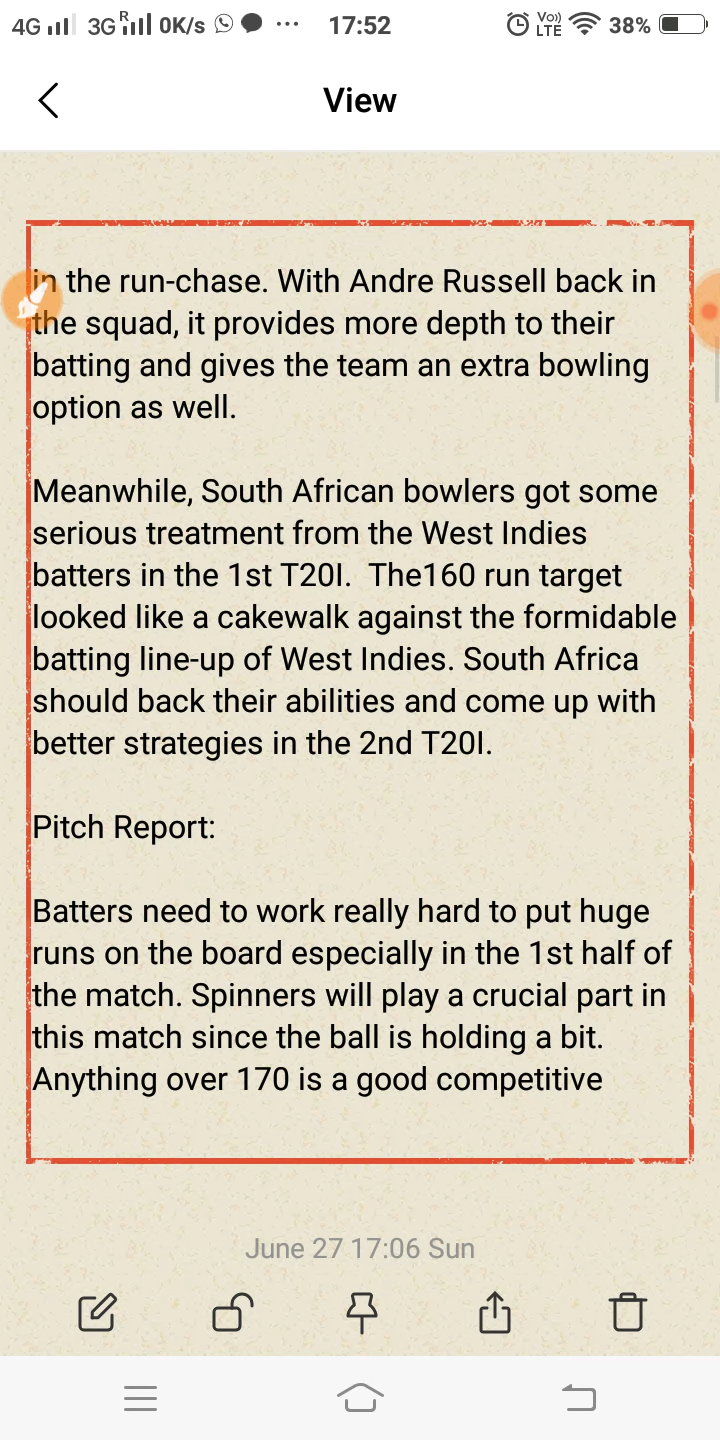 4G 3G R 0K/s 17:52 Vo)) LTE 38%
View
in the run-chase. With Andre Russell back in
the squad, it provides more depth to their
batting and gives the team an extra bowling
option as well.
Meanwhile, South African bowlers got some
serious treatment from the West Indies
batters in the 1st T20I.  The160 run target
looked like a cakewalk against the formidable
batting line-up of West Indies. South Africa
should back their abilities and come up with
better strategies in the 2nd T20I.
Pitch Report:
Batters need to work really hard to put huge
runs on the board especially in the 1st half of
the match. Spinners will play a crucial part in
this match since the ball is holding a bit.
Anything over 170 is a good competitive
June 27 17:06 Sun